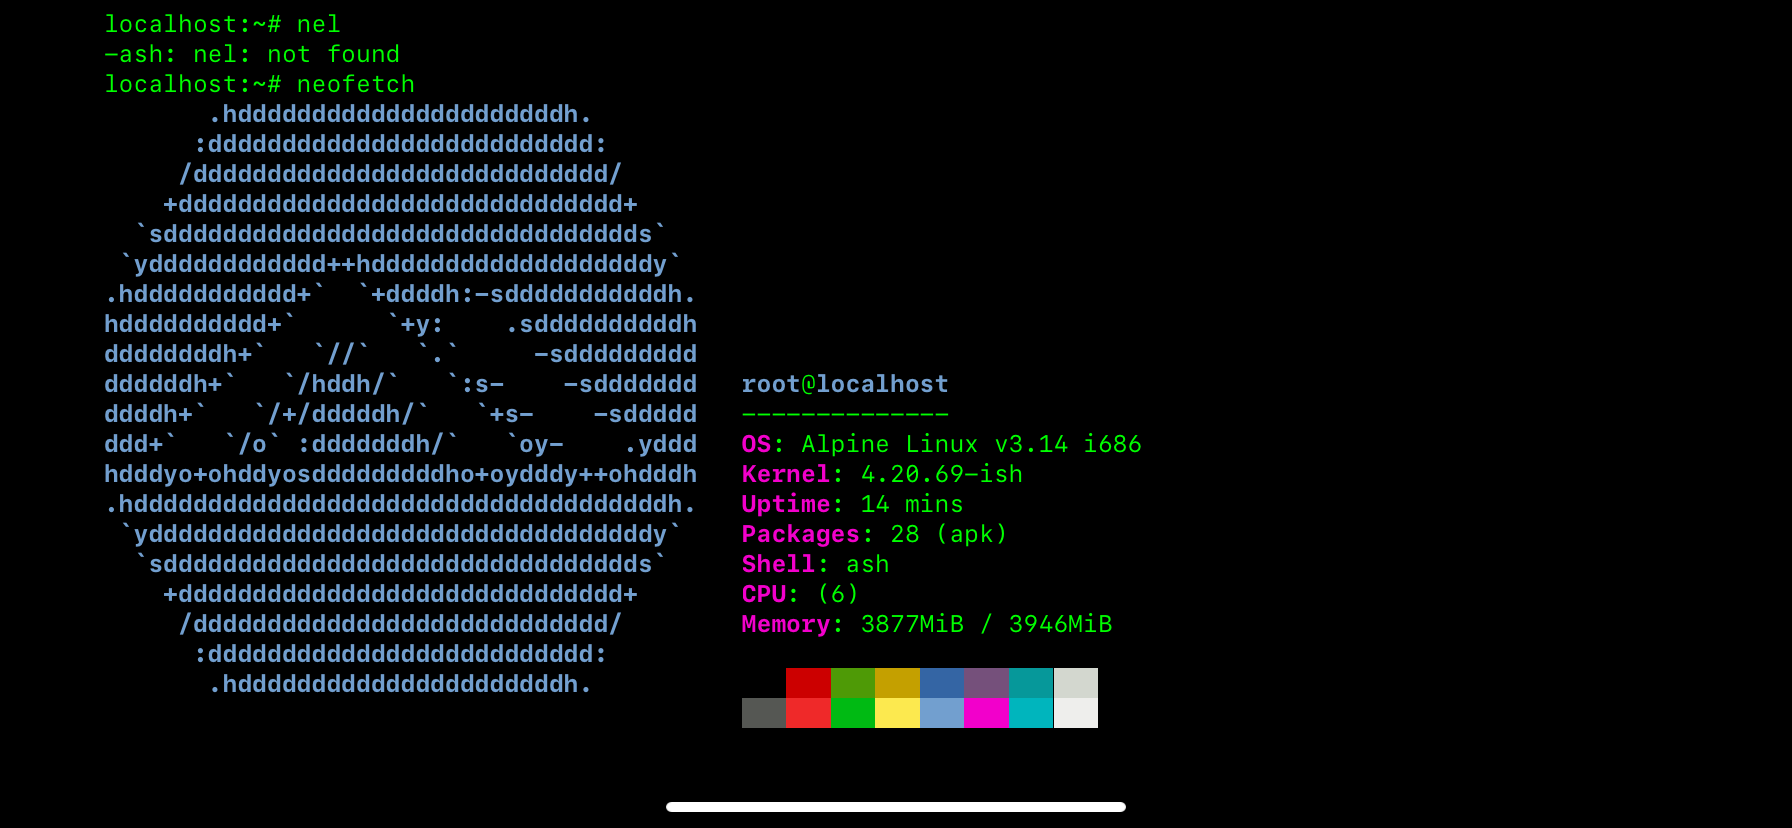 localhost:~# nel
-ash: nel: not found
localhost:~# neofetch
       .hddddddddddddddddddddddh.
      :dddddddddddddddddddddddddd:
     /dddddddddddddddddddddddddddd/
    +dddddddddddddddddddddddddddddd+
  `sdddddddddddddddddddddddddddddddds`
 `ydddddddddddd++hdddddddddddddddddddy`
.hddddddddddd+`  `+ddddh:-sdddddddddddh.
hdddddddddd+`      `+y:    .sddddddddddh
ddddddddh+`   `//`   `.`     -sddddddddd
ddddddh+`   `/hddh/`   `:s-    -sddddddd   root@localhost
ddddh+`   `/+/dddddh/`   `+s-    -sddddd   --------------
ddd+`   `/o` :dddddddh/`   `oy-    .yddd   OS: Alpine Linux v3.14 i686
hdddyo+ohddyosdddddddddho+oydddy++ohdddh   Kernel: 4.20.69-ish
.hddddddddddddddddddddddddddddddddddddh.   Uptime: 14 mins
 `yddddddddddddddddddddddddddddddddddy`    Packages: 28 (apk)
  `sdddddddddddddddddddddddddddddddds`     Shell: ash
    +dddddddddddddddddddddddddddddd+       CPU: (6)
     /dddddddddddddddddddddddddddd/        Memory: 3877MiB / 3946MiB
      :dddddddddddddddddddddddddd:
       .hddddddddddddddddddddddh.